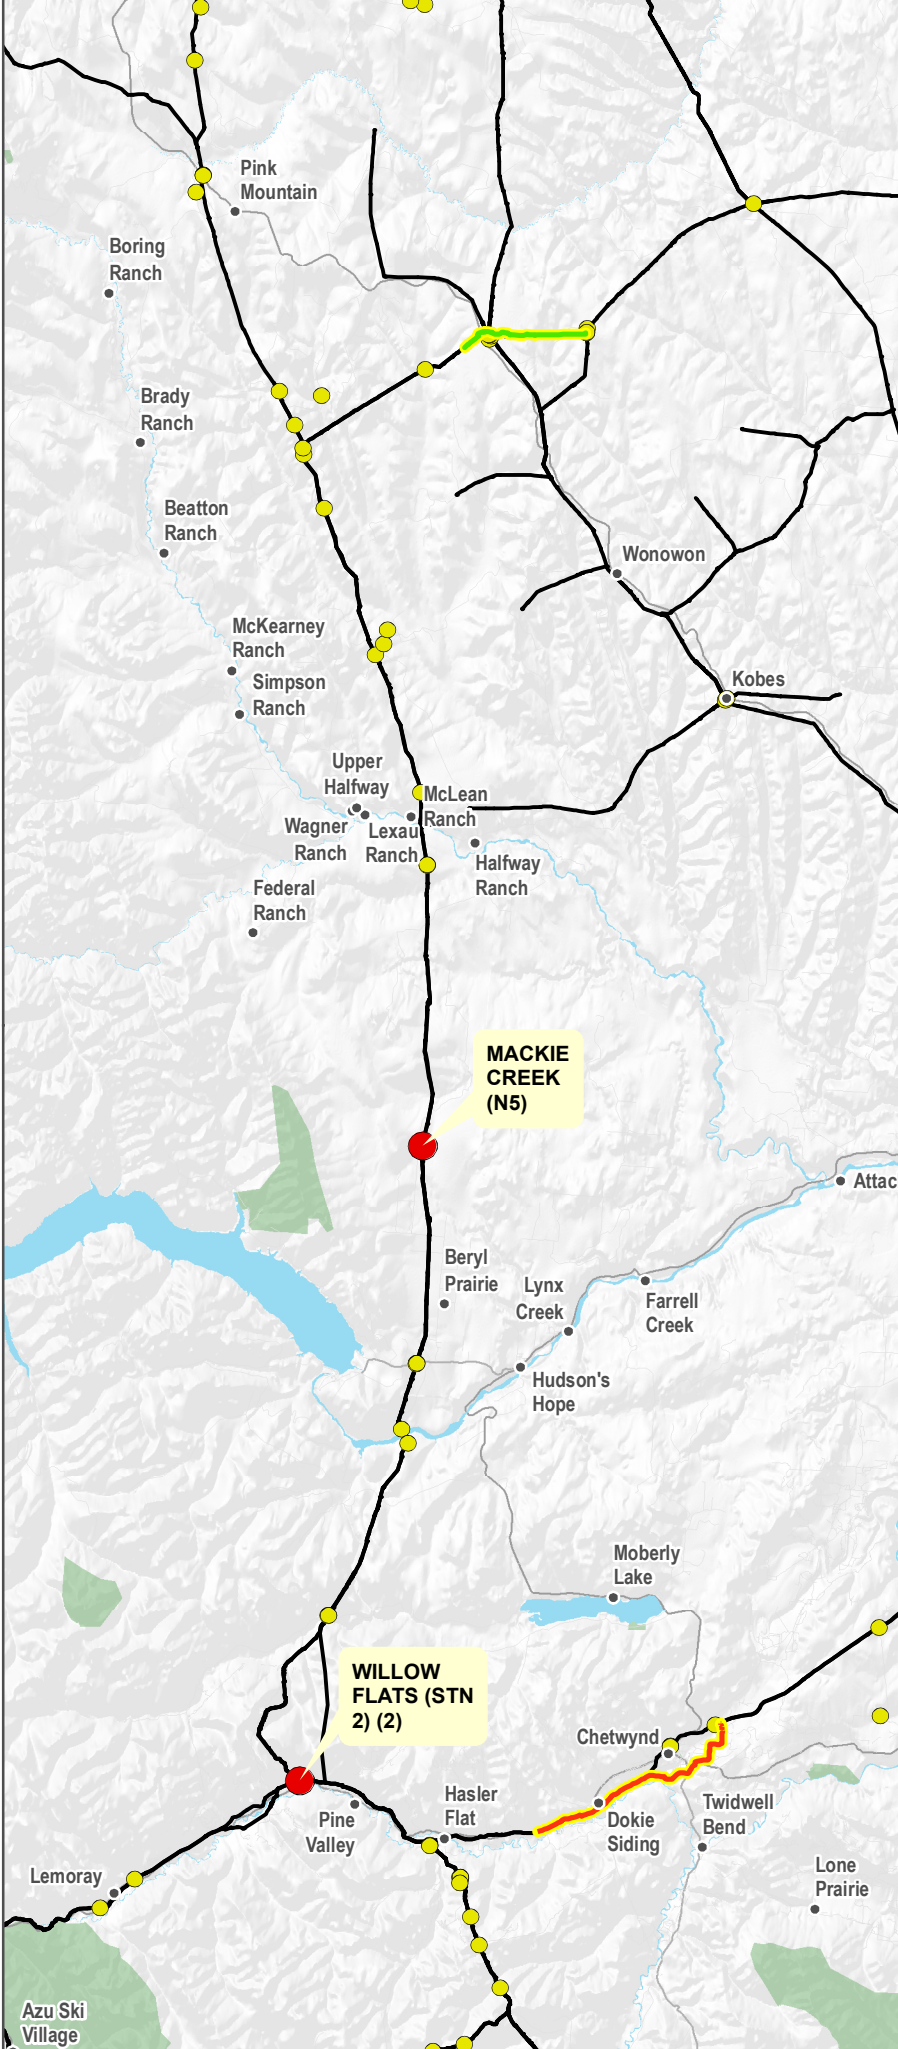 Pink
Mountain
Boring
Ranch
Brady
Ranch
Beatton
Ranch
Wonowon
McKearney
Ranch
Simpson
Ranch
Kobes
Upper
Halfway
McLean
Ranch
Wagner
Ranch
Lexau
Ranch
Halfway
Ranch
Federal
Ranch
MACKIE
CREEK
(N5)
Attac
Beryl
Prairie
Lynx
Creek
Farrell
Creek
Hudson's
Hope
Moberly
Lake
WILLOW
FLATS (STN
2) (2)
Chetwynd
Hasler
Flat
Pine
Valley
Dokie
Siding
Twidwell
Bend
Lemoray
Lone
Prairie
Azu Ski
Village